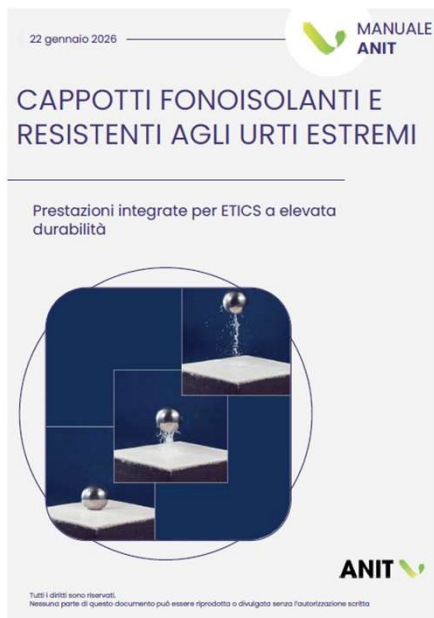 22 gennaio 2026
MANUALE
ANIT
CAPPOTTI FONOISOLANTI E
RESISTENTI AGLI URTI ESTREMI
Prestazioni integrate per ETICS a elevata
durabilità
ANIT
Tutti i diritti sono riservati.
Nessuna parte di questo documento può essere riprodotta o divulgata senza l'autorizzazione scritta